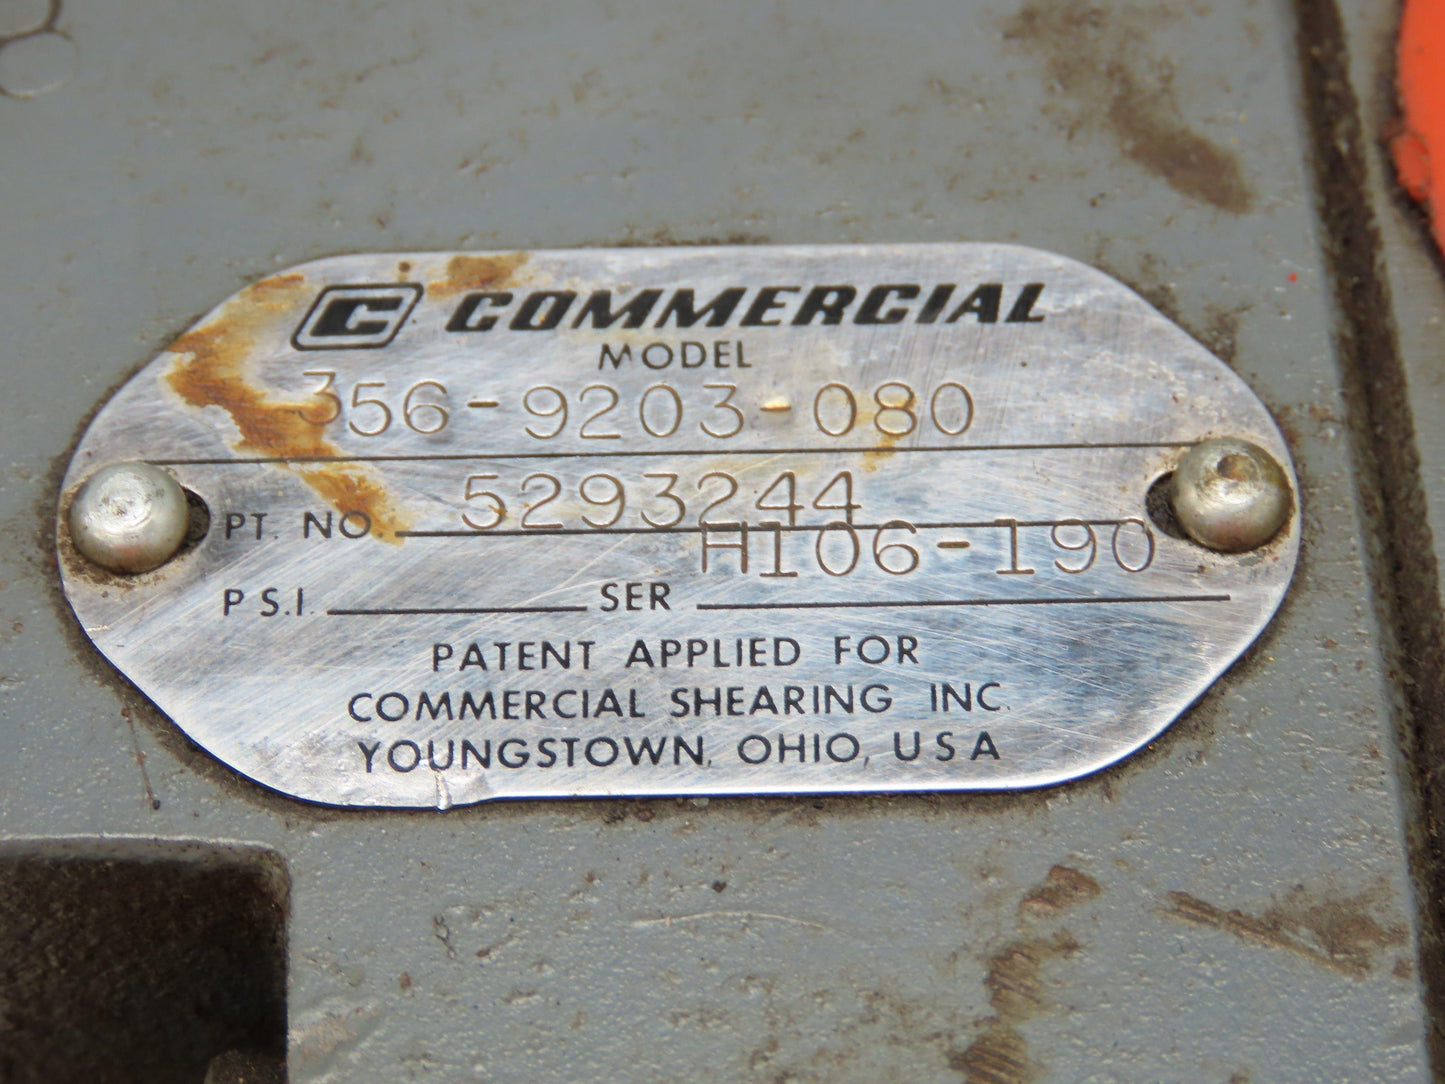 C COMMERCIAL
MODEL
356-9203-080
PT. NO. 5293244
P S.I. SER H106-190
PATENT APPLIED FOR
COMMERCIAL SHEARING INC.
YOUNGSTOWN, OHIO, U S A